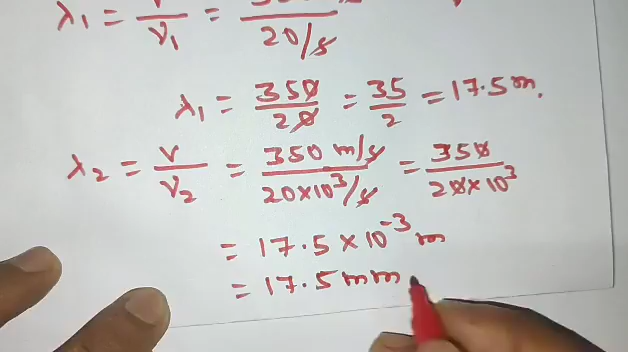 λ₁ = v/ν₁ = /20/s
λ₁ = 350/20 = 35/2 = 17.5 m.
λ₂ = v/ν₂ = 350 m/s/20×10³/s = 350/20×10³
= 17.5 × 10⁻³ m
= 17.5 mm